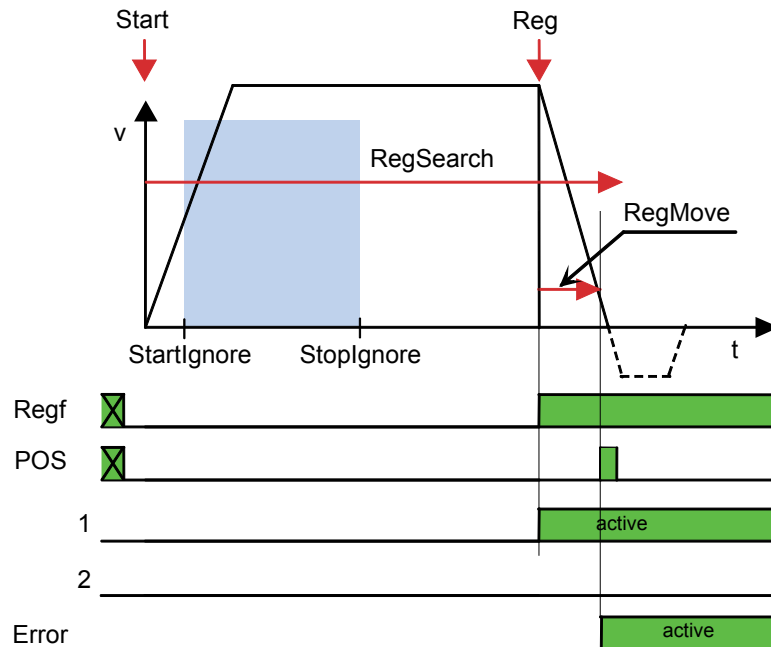 Start
Reg
v
RegSearch
RegMove
StartIgnore
StopIgnore
t
Regf
POS
1
active
2
Error
active